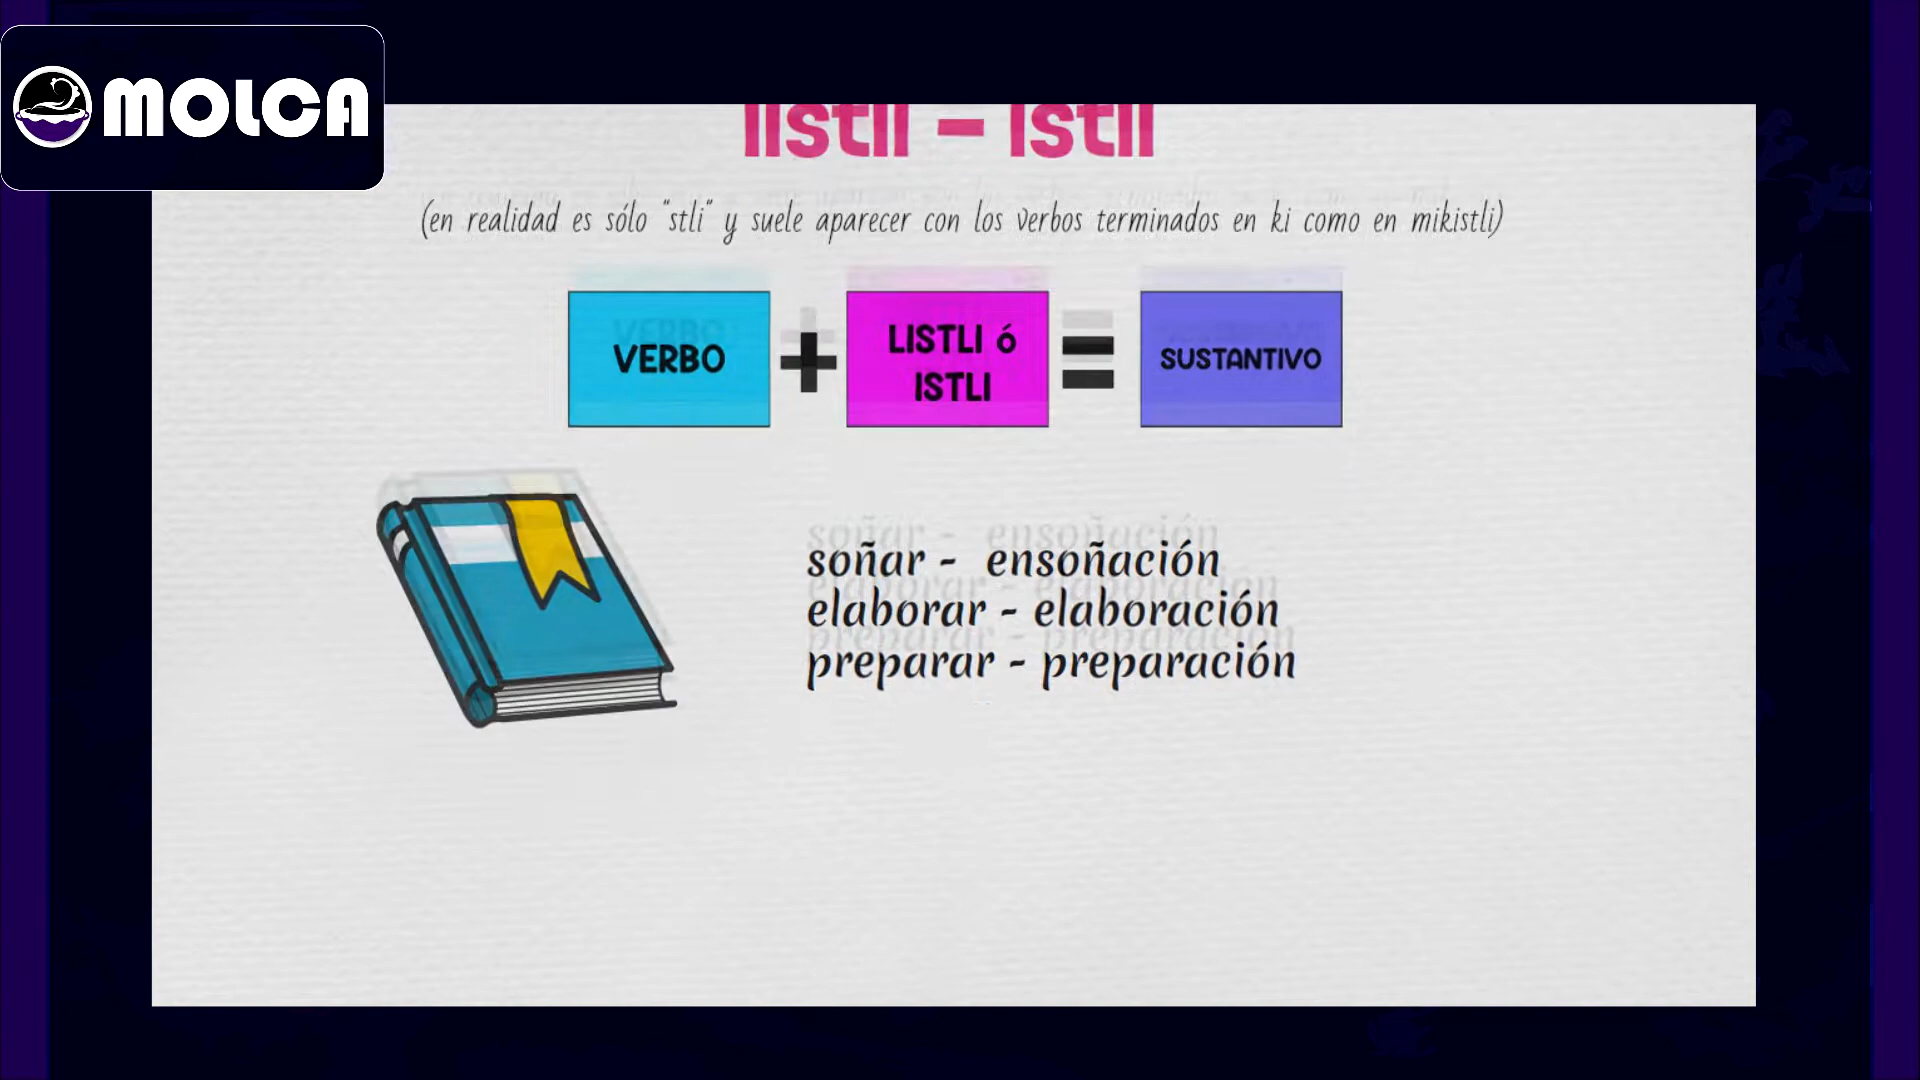 MOLCA
listli - istli
(en realidad es sólo "stli" y suele aparecer con los verbos terminados en ki como en mikistli)
VERBO
+
LISTLI ó
ISTLI
=
SUSTANTIVO
soñar - ensoñación
elaborar - elaboración
preparar - preparación